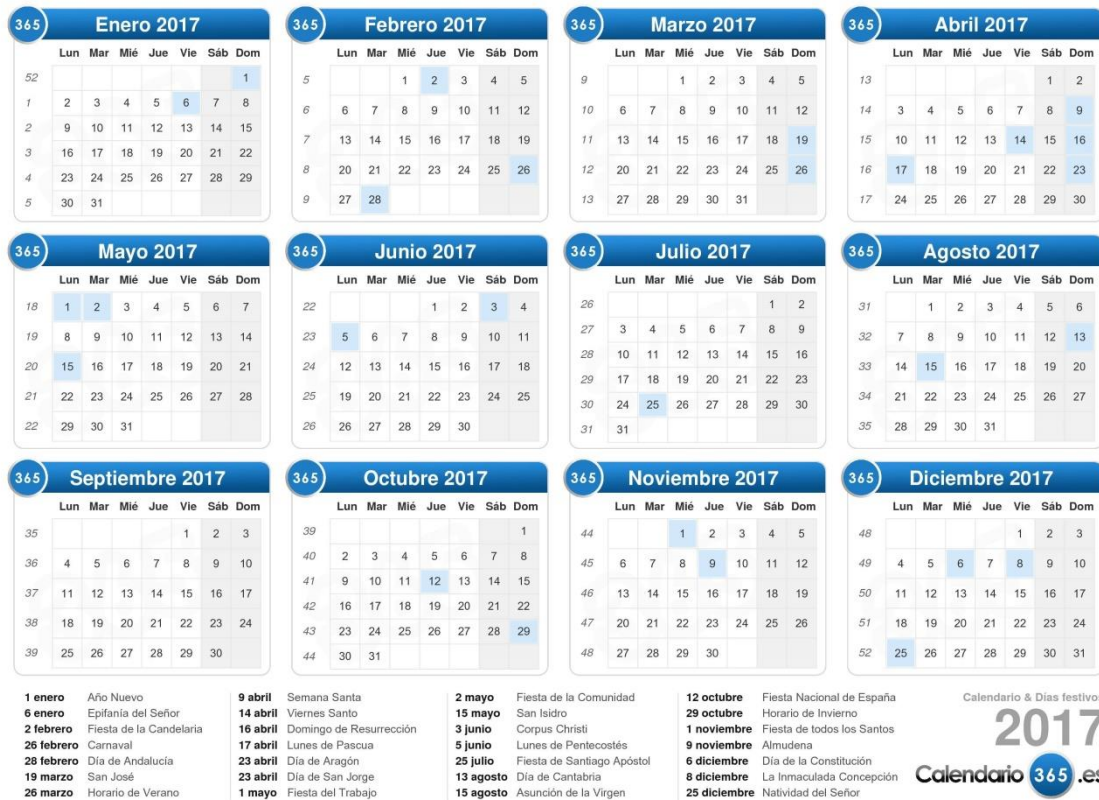 365 Enero 2017
Lun Mar Mié Jue Vie Sáb Dom
52 1
1 2 3 4 5 6 7 8
2 9 10 11 12 13 14 15
3 16 17 18 19 20 21 22
4 23 24 25 26 27 28 29
5 30 31
365 Febrero 2017
Lun Mar Mié Jue Vie Sáb Dom
5 1 2 3 4 5
6 6 7 8 9 10 11 12
7 13 14 15 16 17 18 19
8 20 21 22 23 24 25 26
9 27 28
365 Marzo 2017
Lun Mar Mié Jue Vie Sáb Dom
9 1 2 3 4 5
10 6 7 8 9 10 11 12
11 13 14 15 16 17 18 19
12 20 21 22 23 24 25 26
13 27 28 29 30 31
365 Abril 2017
Lun Mar Mié Jue Vie Sáb Dom
13 1 2
14 3 4 5 6 7 8 9
15 10 11 12 13 14 15 16
16 17 18 19 20 21 22 23
17 24 25 26 27 28 29 30
365 Mayo 2017
Lun Mar Mié Jue Vie Sáb Dom
18 1 2 3 4 5 6 7
19 8 9 10 11 12 13 14
20 15 16 17 18 19 20 21
21 22 23 24 25 26 27 28
22 29 30 31
365 Junio 2017
Lun Mar Mié Jue Vie Sáb Dom
22 1 2 3 4
23 5 6 7 8 9 10 11
24 12 13 14 15 16 17 18
25 19 20 21 22 23 24 25
26 26 27 28 29 30
365 Julio 2017
Lun Mar Mié Jue Vie Sáb Dom
26 1 2
27 3 4 5 6 7 8 9
28 10 11 12 13 14 15 16
29 17 18 19 20 21 22 23
30 24 25 26 27 28 29 30
31 31
365 Agosto 2017
Lun Mar Mié Jue Vie Sáb Dom
31 1 2 3 4 5 6
32 7 8 9 10 11 12 13
33 14 15 16 17 18 19 20
34 21 22 23 24 25 26 27
35 28 29 30 31
365 Septiembre 2017
Lun Mar Mié Jue Vie Sáb Dom
35 1 2 3
36 4 5 6 7 8 9 10
37 11 12 13 14 15 16 17
38 18 19 20 21 22 23 24
39 25 26 27 28 29 30
365 Octubre 2017
Lun Mar Mié Jue Vie Sáb Dom
39 1
40 2 3 4 5 6 7 8
41 9 10 11 12 13 14 15
42 16 17 18 19 20 21 22
43 23 24 25 26 27 28 29
44 30 31
365 Noviembre 2017
Lun Mar Mié Jue Vie Sáb Dom
44 1 2 3 4 5
45 6 7 8 9 10 11 12
46 13 14 15 16 17 18 19
47 20 21 22 23 24 25 26
48 27 28 29 30
365 Diciembre 2017
Lun Mar Mié Jue Vie Sáb Dom
48 1 2 3
49 4 5 6 7 8 9 10
50 11 12 13 14 15 16 17
51 18 19 20 21 22 23 24
52 25 26 27 28 29 30 31
1 enero Año Nuevo
6 enero Epifanía del Señor
2 febrero Fiesta de la Candelaria
26 febrero Carnaval
28 febrero Día de Andalucía
19 marzo San José
26 marzo Horario de Verano
9 abril Semana Santa
14 abril Viernes Santo
16 abril Domingo de Resurrección
17 abril Lunes de Pascua
23 abril Día de Aragón
23 abril Día de San Jorge
1 mayo Fiesta del Trabajo
2 mayo Fiesta de la Comunidad
15 mayo San Isidro
3 junio Corpus Christi
5 junio Lunes de Pentecostés
25 julio Fiesta de Santiago Apóstol
13 agosto Día de Cantabria
15 agosto Asunción de la Virgen
12 octubre Fiesta Nacional de España
29 octubre Horario de Invierno
1 noviembre Fiesta de todos los Santos
9 noviembre Almudena
6 diciembre Día de la Constitución
8 diciembre La Inmaculada Concepción
25 diciembre Natividad del Señor
Calendario & Días festivo
2017
Calendario 365 .es